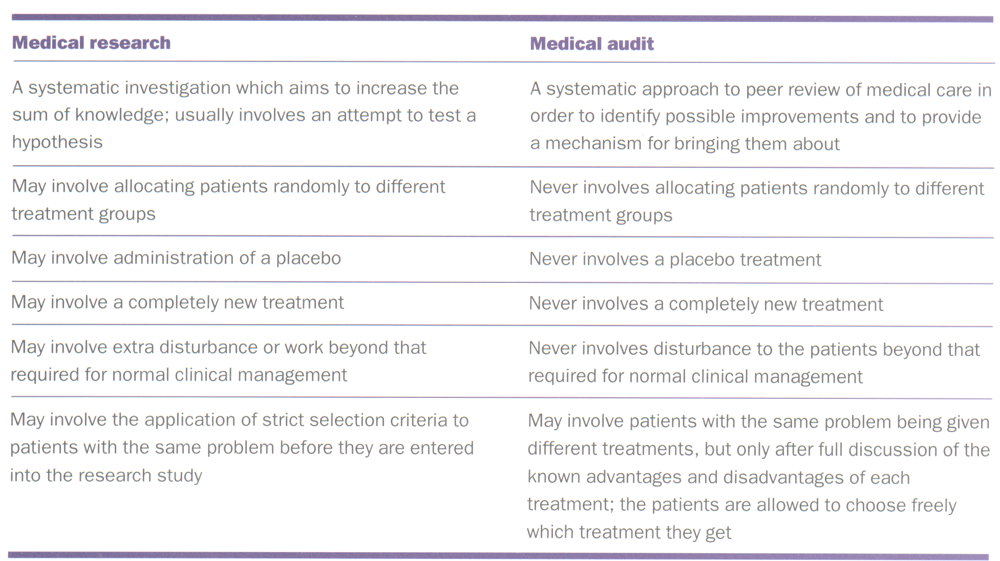 Medical research
Medical audit
A systematic investigation which aims to increase the
sum of knowledge; usually involves an attempt to test a
hypothesis
A systematic approach to peer review of medical care in
order to identify possible improvements and to provide
a mechanism for bringing them about
May involve allocating patients randomly to different
treatment groups
Never involves allocating patients randomly to different
treatment groups
May involve administration of a placebo
Never involves a placebo treatment
May involve a completely new treatment
Never involves a completely new treatment
May involve extra disturbance or work beyond that
required for normal clinical management
Never involves disturbance to the patients beyond that
required for normal clinical management
May involve the application of strict selection criteria to
patients with the same problem before they are entered
into the research study
May involve patients with the same problem being given
different treatments, but only after full discussion of the
known advantages and disadvantages of each
treatment; the patients are allowed to choose freely
which treatment they get